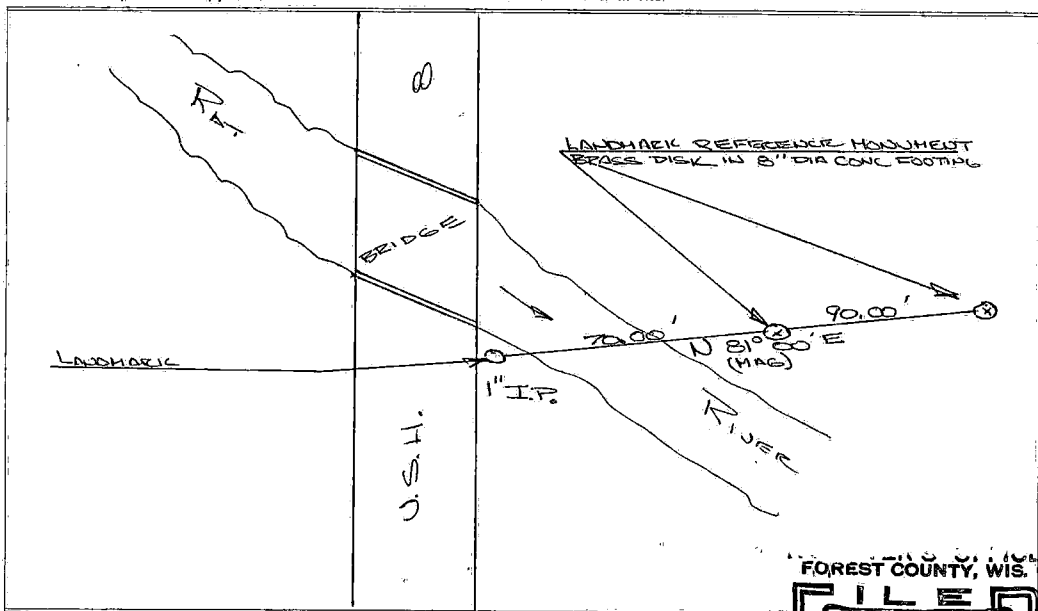 RAT
8
LANDMARK REFERENCE MONUMENT
BRASS DISK IN 8" DIA CONC FOOTING
BRIDGE
90.00'
70.00'
N 81° 00' E
(MAG)
LANDMARK
1" I.P.
RIVER
U.S.H.
FOREST COUNTY, WIS.
FILED